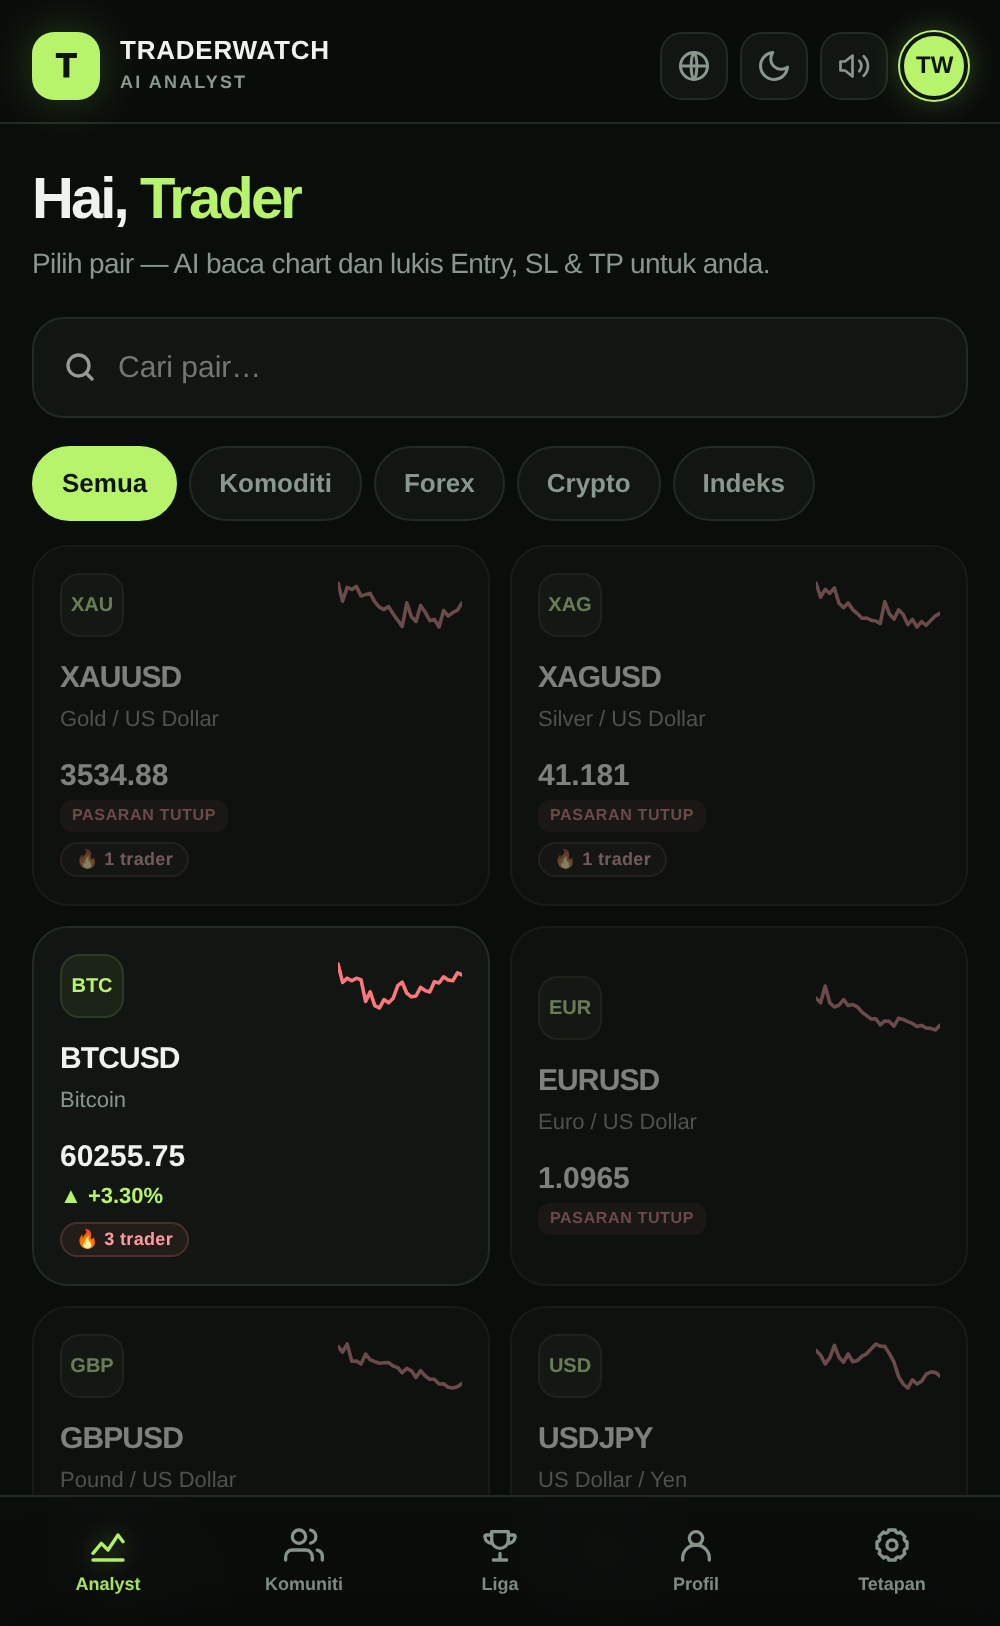 T
TRADERWATCH
AI ANALYST
TW
Hai, Trader
Pilih pair — AI baca chart dan lukis Entry, SL & TP untuk anda.
Cari pair…
Semua
Komoditi
Forex
Crypto
Indeks
XAU
XAUUSD
Gold / US Dollar
3534.88
PASARAN TUTUP
🔥 1 trader
XAG
XAGUSD
Silver / US Dollar
41.181
PASARAN TUTUP
🔥 1 trader
BTC
BTCUSD
Bitcoin
60255.75
▲ +3.30%
🔥 3 trader
EUR
EURUSD
Euro / US Dollar
1.0965
PASARAN TUTUP
GBP
GBPUSD
Pound / US Dollar
USD
USDJPY
US Dollar / Yen
Analyst
Komuniti
Liga
Profil
Tetapan